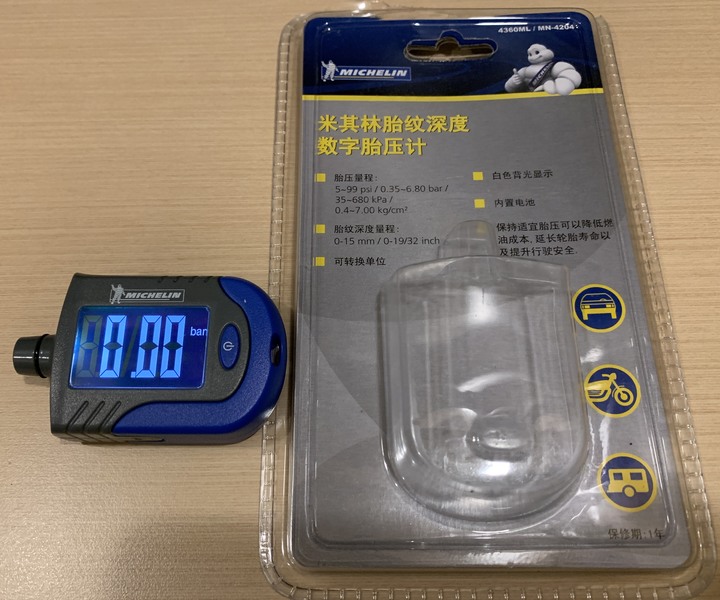 4360ML / MN-4204
MICHELIN
米其林胎纹深度
数字胎压计
胎压量程:
5~99 psi / 0.35~6.80 bar /
35~680 kPa /
0.4~7.00 kg/cm²
胎纹深度量程:
0-15 mm / 0-19/32 inch
可转换单位
白色背光显示
内置电池
保持适宜胎压可以降低燃
油成本, 延长轮胎寿命以
及提升行驶安全.
保修期:1年
MICHELIN
0.00 bar